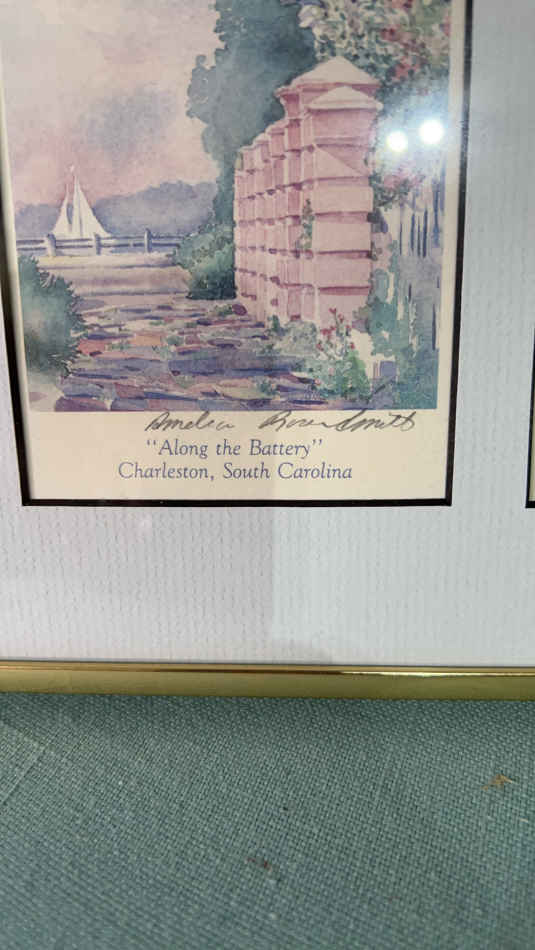 Amelia Rose Smith
"Along the Battery"
Charleston, South Carolina